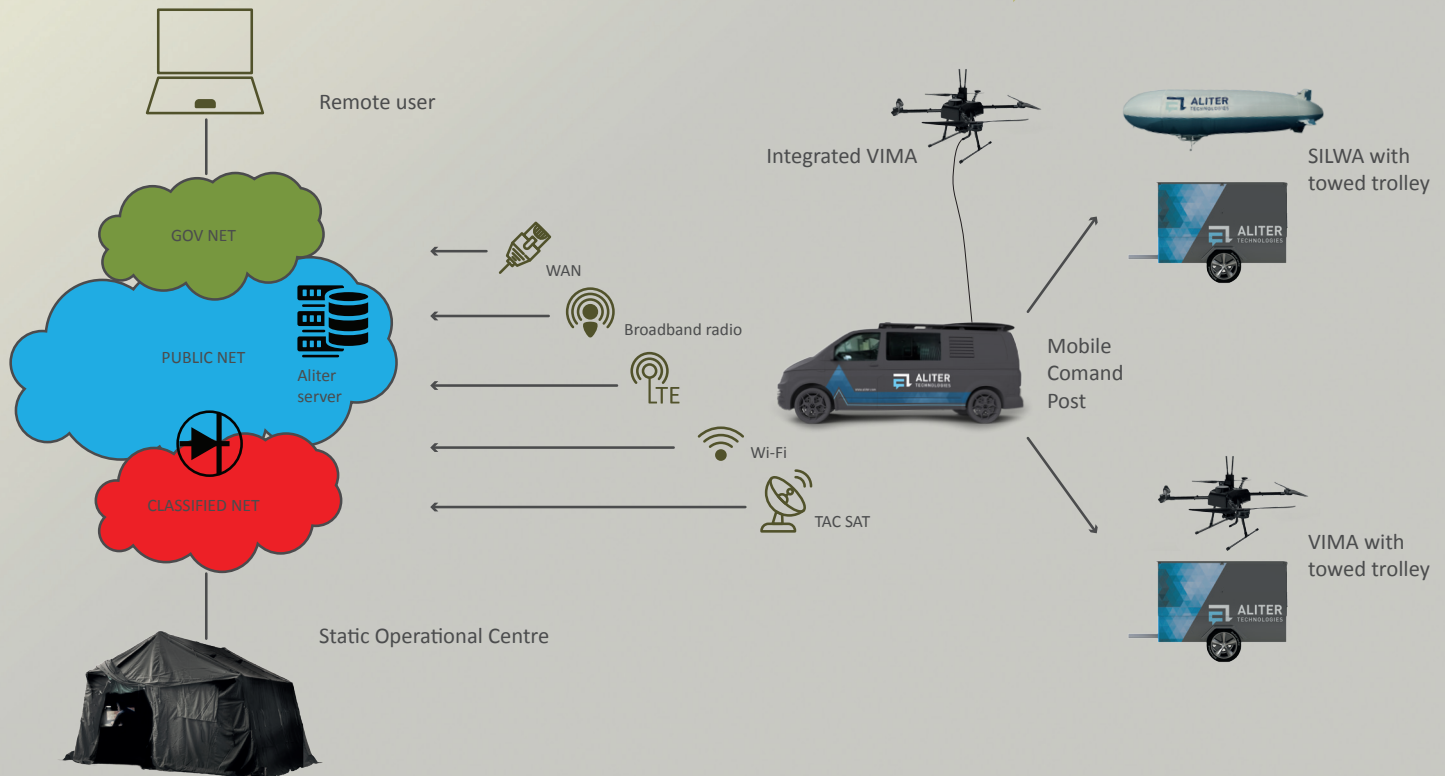 Remote user
GOV NET
PUBLIC NET
Aliter
server
CLASSIFIED NET
Static Operational Centre
WAN
Broadband radio
LTE
Wi-Fi
TAC SAT
Integrated VIMA
ALITER
TECHNOLOGIES
Mobile
Comand
Post
ALITER
TECHNOLOGIES
SILWA with
towed trolley
ALITER
TECHNOLOGIES
VIMA with
towed trolley
ALITER
TECHNOLOGIES